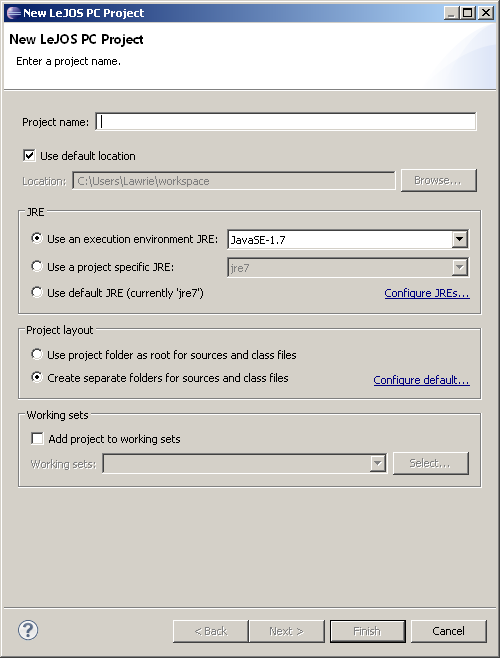 New LeJOS PC Project
New LeJOS PC Project
Enter a project name.
Project name:
Use default location
Location: C:\Users\Lawrie\workspace Browse...
JRE
Use an execution environment JRE: JavaSE-1.7
Use a project specific JRE: jre7
Use default JRE (currently 'jre7') Configure JREs...
Project layout
Use project folder as root for sources and class files
Create separate folders for sources and class files Configure default...
Working sets
Add project to working sets
Working sets: Select...
? < Back Next > Finish Cancel